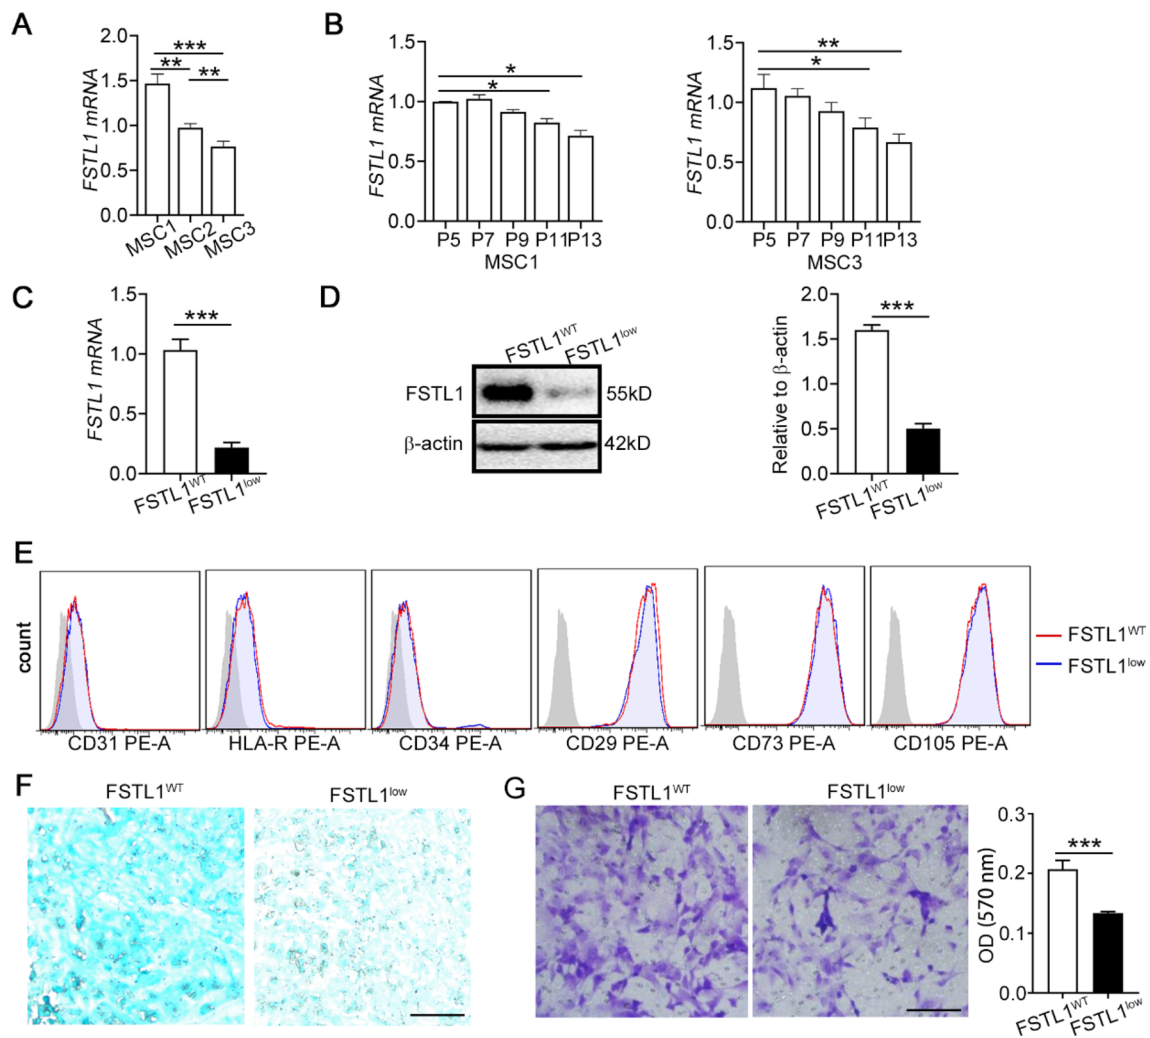 A
B
2.0
1.5
1.0
0.5
0.0
FSTL1 mRNA
***
**
**
MSC1
MSC2
MSC3
1.5
1.0
0.5
0.0
FSTL1 mRNA
*
*
P5 P7 P9 P11 P13
MSC1
1.5
1.0
0.5
0.0
FSTL1 mRNA
**
*
P5 P7 P9 P11 P13
MSC3
C
D
1.5
1.0
0.5
0.0
FSTL1 mRNA
***
FSTL1WT
FSTL1low
FSTL1WT
FSTL1low
FSTL1 55kD
β-actin 42kD
2.0
1.5
1.0
0.5
0.0
Relative to β-actin
***
FSTL1WT
FSTL1low
E
count
CD31 PE-A
HLA-R PE-A
CD34 PE-A
CD29 PE-A
CD73 PE-A
CD105 PE-A
FSTL1WT
FSTL1low
F
FSTL1WT
FSTL1low
G
FSTL1WT
FSTL1low
0.3
0.2
0.1
0.0
OD (570 nm)
***
FSTL1WT
FSTL1low